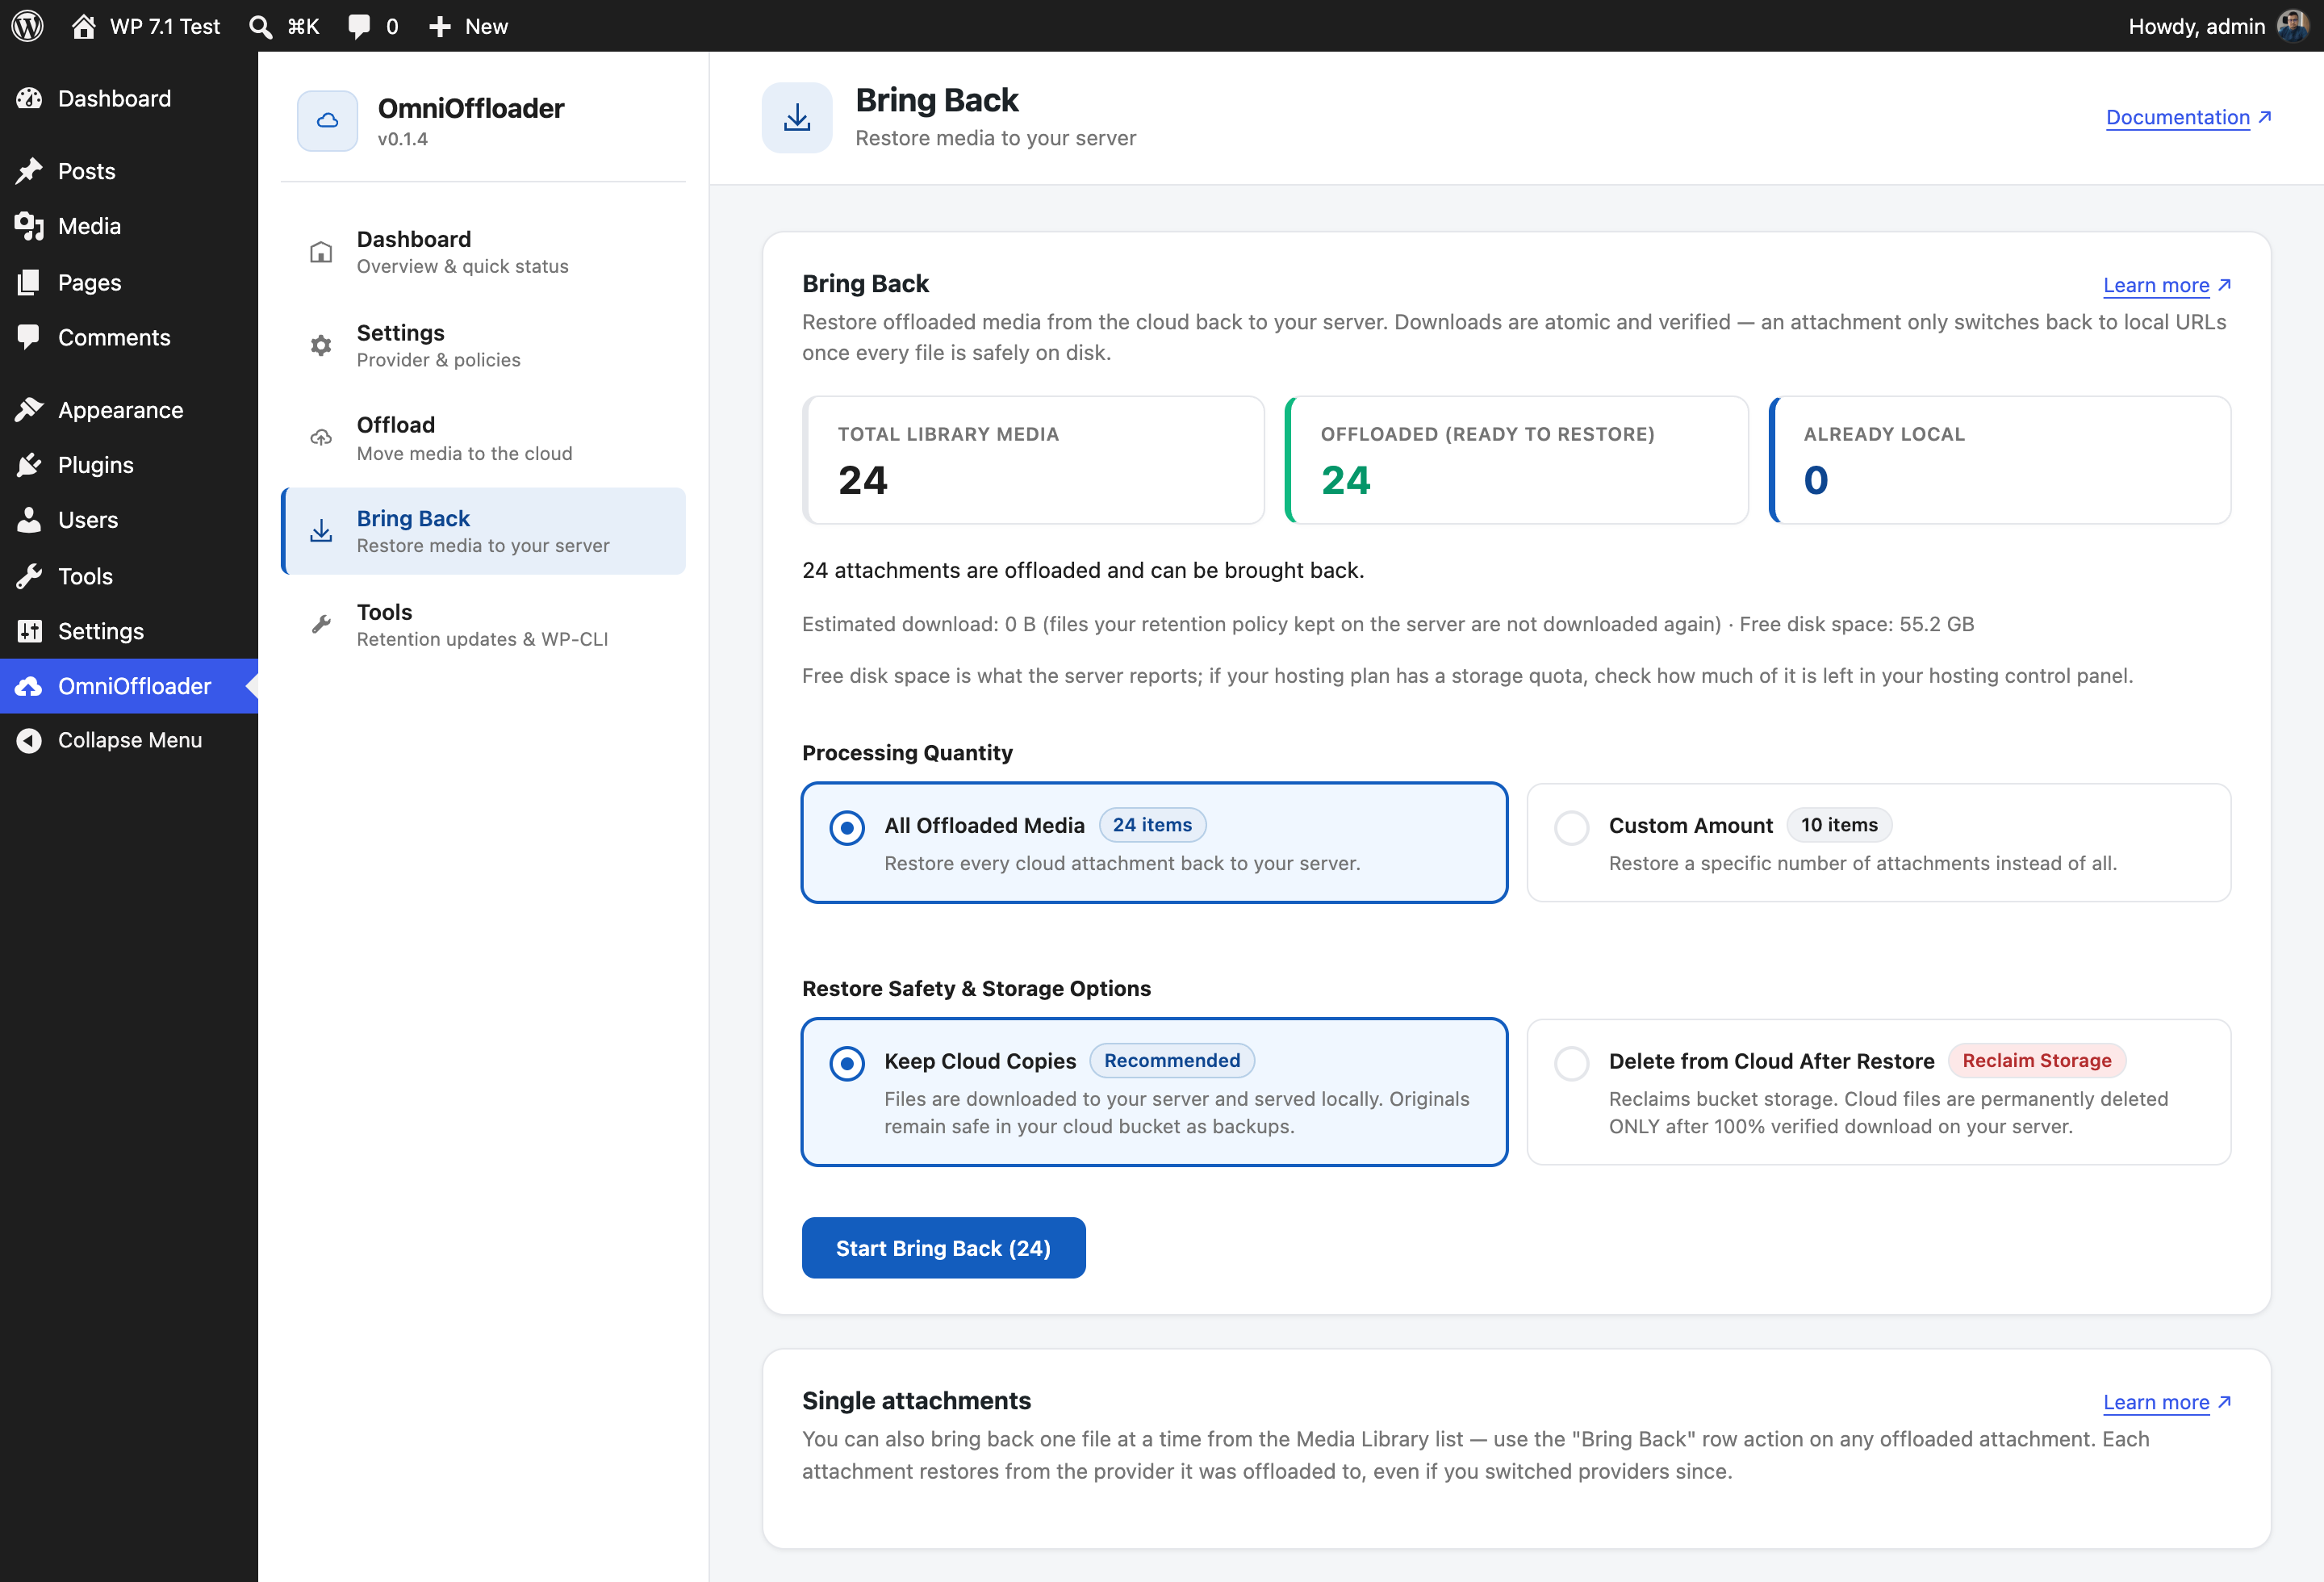 WP 7.1 Test
⌘K
0
New
Howdy, admin
Dashboard
Posts
Media
Pages
Comments
Appearance
Plugins
Users
Tools
Settings
OmniOffloader
Collapse Menu
OmniOffloader
v0.1.4
Dashboard
Overview & quick status
Settings
Provider & policies
Offload
Move media to the cloud
Bring Back
Restore media to your server
Tools
Retention updates & WP-CLI
Bring Back
Restore media to your server
Documentation ↗
Bring Back
Learn more ↗
Restore offloaded media from the cloud back to your server. Downloads are atomic and verified — an attachment only switches back to local URLs
once every file is safely on disk.
TOTAL LIBRARY MEDIA
24
OFFLOADED (READY TO RESTORE)
24
ALREADY LOCAL
0
24 attachments are offloaded and can be brought back.
Estimated download: 0 B (files your retention policy kept on the server are not downloaded again) · Free disk space: 55.2 GB
Free disk space is what the server reports; if your hosting plan has a storage quota, check how much of it is left in your hosting control panel.
Processing Quantity
All Offloaded Media 24 items
Restore every cloud attachment back to your server.
Custom Amount 10 items
Restore a specific number of attachments instead of all.
Restore Safety & Storage Options
Keep Cloud Copies Recommended
Files are downloaded to your server and served locally. Originals
remain safe in your cloud bucket as backups.
Delete from Cloud After Restore Reclaim Storage
Reclaims bucket storage. Cloud files are permanently deleted
ONLY after 100% verified download on your server.
Start Bring Back (24)
Single attachments
Learn more ↗
You can also bring back one file at a time from the Media Library list — use the "Bring Back" row action on any offloaded attachment. Each
attachment restores from the provider it was offloaded to, even if you switched providers since.